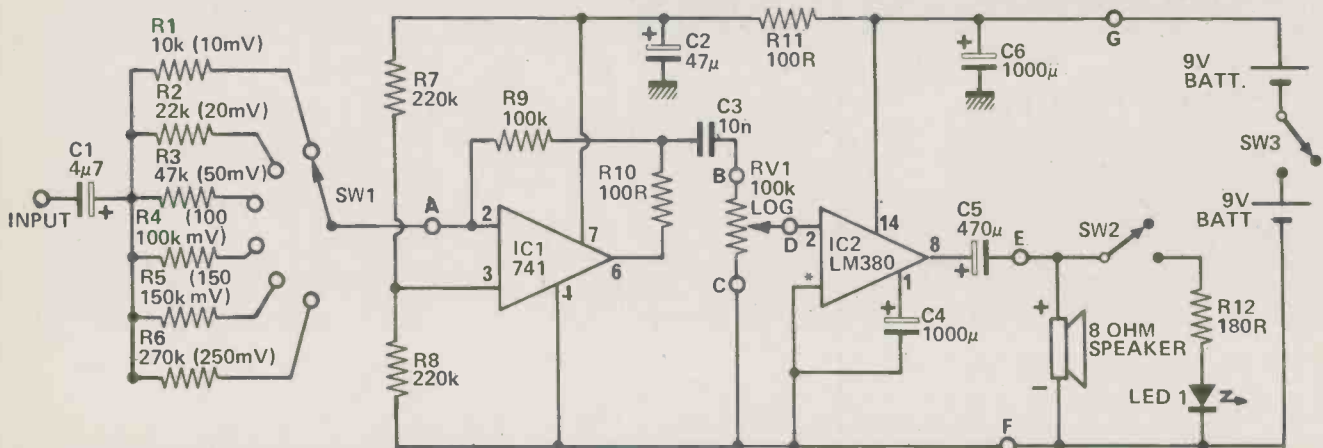 R1
10k (10mV)
R2
22k (20mV)
R3
47k (50mV)
R4 (100
100k mV)
R5 (150
150k mV)
R6
270k (250mV)
C1
4µ7
+
INPUT
SW1
A
R7
220k
R8
220k
R9
100k
R10
100R
2
3
IC1
741
7
4
6
+
C2
47µ
R11
100R
C3
10n
B
RV1
100k
LOG
C
D
2
*
IC2
LM380
14
8
1
+
C4
1000µ
C5
470µ
+
E
+
C6
1000µ
G
SW2
+
8 OHM
SPEAKER
–
R12
180R
LED 1
F
9V
BATT.
SW3
9V
BATT